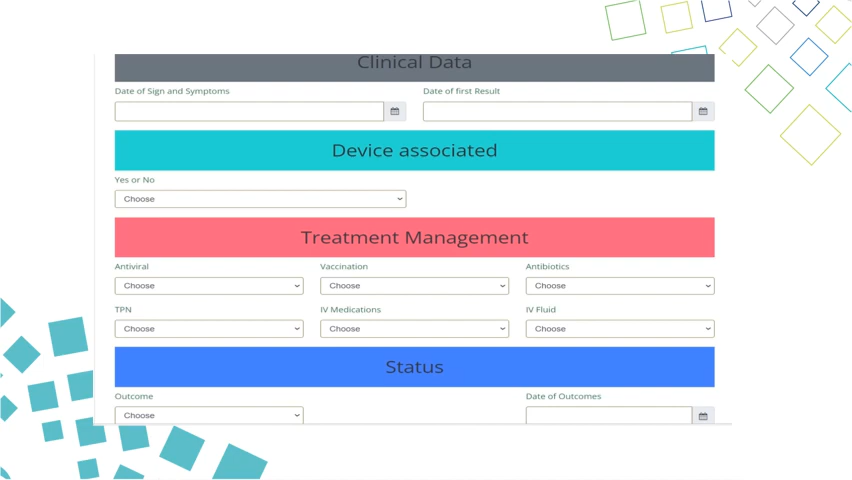 Clinical Data
Date of Sign and Symptoms Date of first Result
Device associated
Yes or No
Choose
Treatment Management
Antiviral Vaccination Antibiotics
Choose Choose Choose
TPN IV Medications IV Fluid
Choose Choose Choose
Status
Outcome Date of Outcomes
Choose